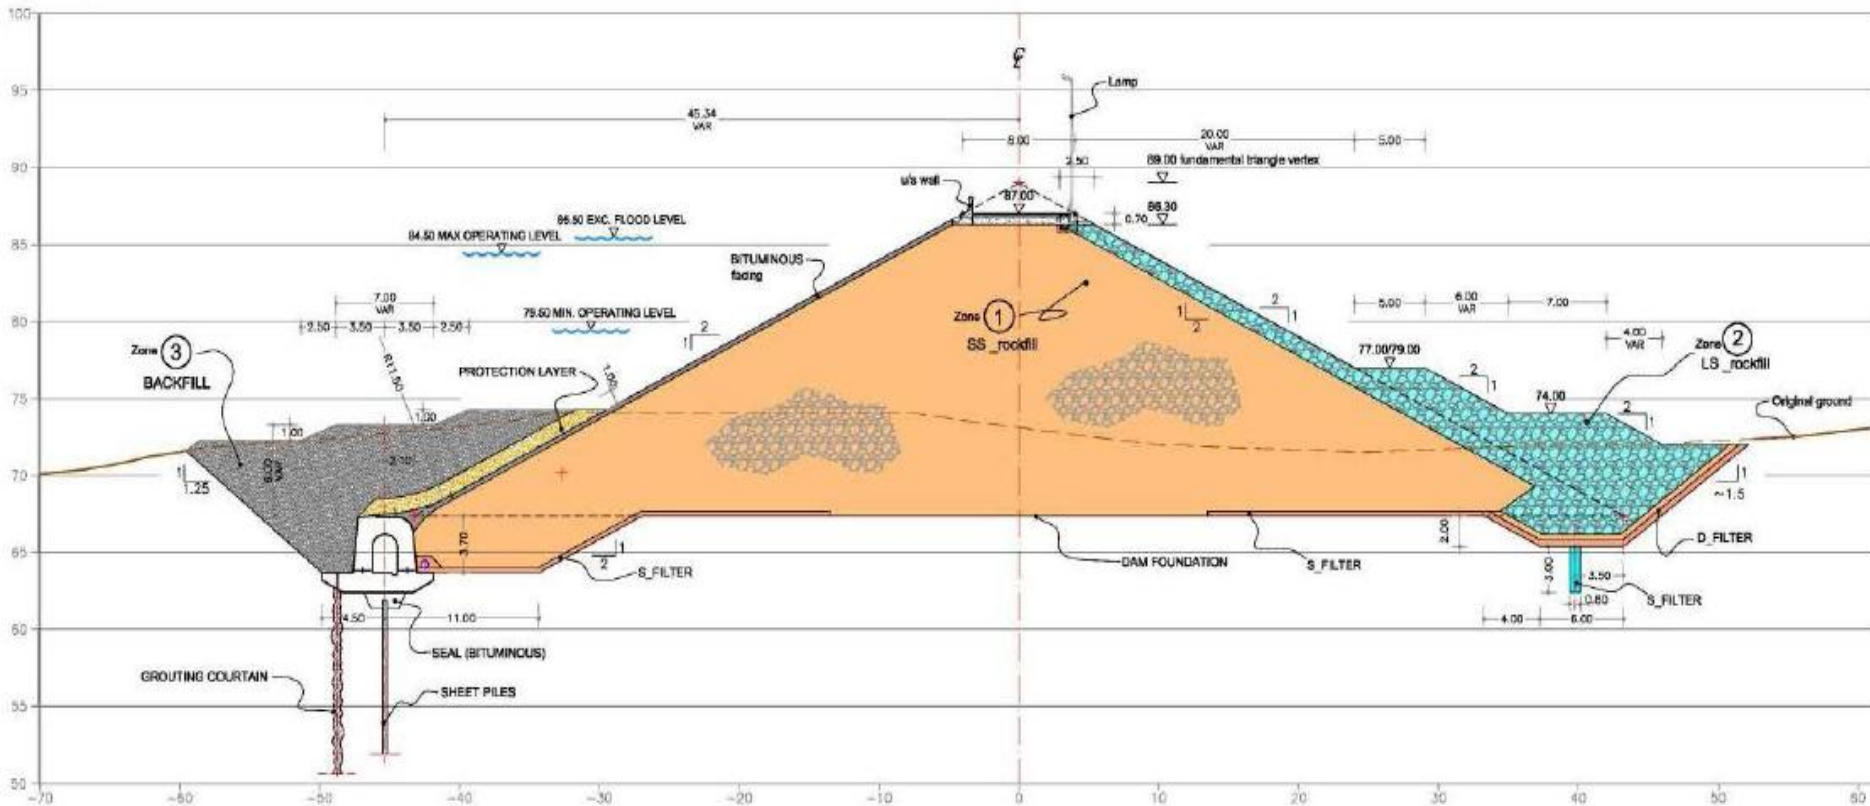 100
95
90
85
80
75
70
65
60
55
50
-70
-60
-50
-40
-30
-20
-10
0
10
20
30
40
50
60
℄
Lamp
45.34
VAR
8.00
20.00
VAR
5.00
2.50
89.00 fundamental triangle vertex
u/s wall
87.00
86.30
0.70
86.50 EXC. FLOOD LEVEL
84.50 MAX OPERATING LEVEL
BITUMINOUS
facing
7.00
VAR
2.50
3.50
3.50
2.50
79.50 MIN. OPERATING LEVEL
1
2
Zone 1
SS_rockfill
1
2
2
1
5.00
6.00
VAR
7.00
4.00
VAR
Zone 3
BACKFILL
R11.50
PROTECTION LAYER
1.00
77.00/79.00
Zone 2
LS_rockfill
2
1
74.00
2
1
Original ground
1.00
1.00
6.00
VAR
1
1.25
1
~1.5
3.70
1
2
S_FILTER
DAM FOUNDATION
S_FILTER
2.00
D_FILTER
3.00
3.50
0.80
S_FILTER
4.00
6.00
4.50
11.00
SEAL (BITUMINOUS)
GROUTING COURTAIN
SHEET PILES